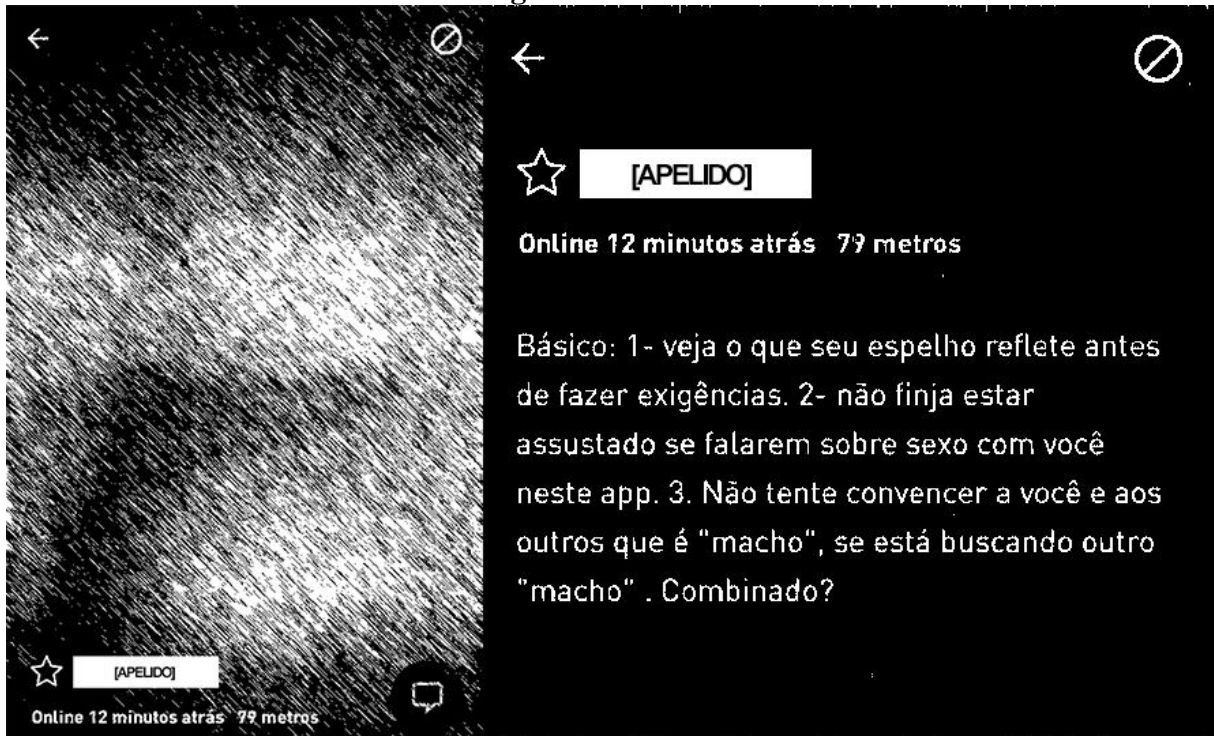 [APELIDO]
Online 12 minutos atrás 79 metros
[APELIDO]
Online 12 minutos atrás 79 metros
Básico: 1- veja o que seu espelho reflete antes
de fazer exigências. 2- não finja estar
assustado se falarem sobre sexo com você
neste app. 3. Não tente convencer a você e aos
outros que é "macho", se está buscando outro
"macho" . Combinado?